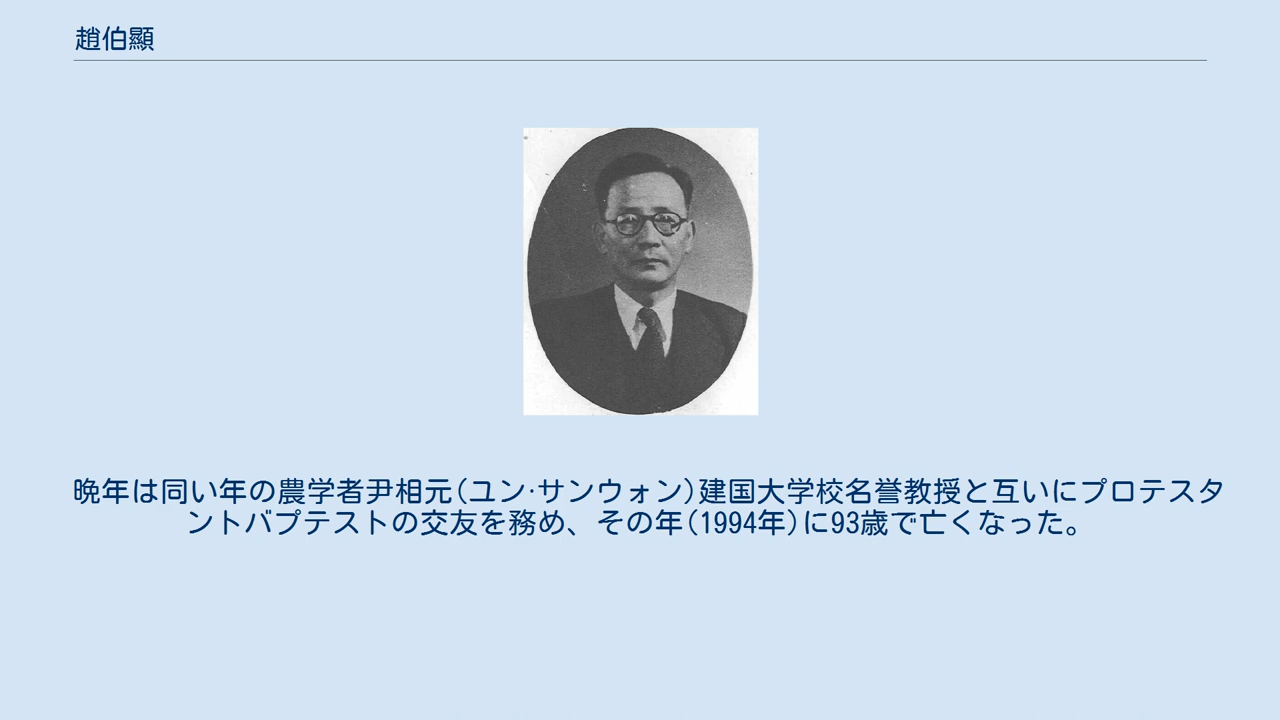 趙伯顯
晩年は同い年の農学者尹相元(ユン·サンウォン)建国大学校名誉教授と互いにプロテスタ
ントバプテストの交友を務め、その年(1994年)に93歳で亡くなった。